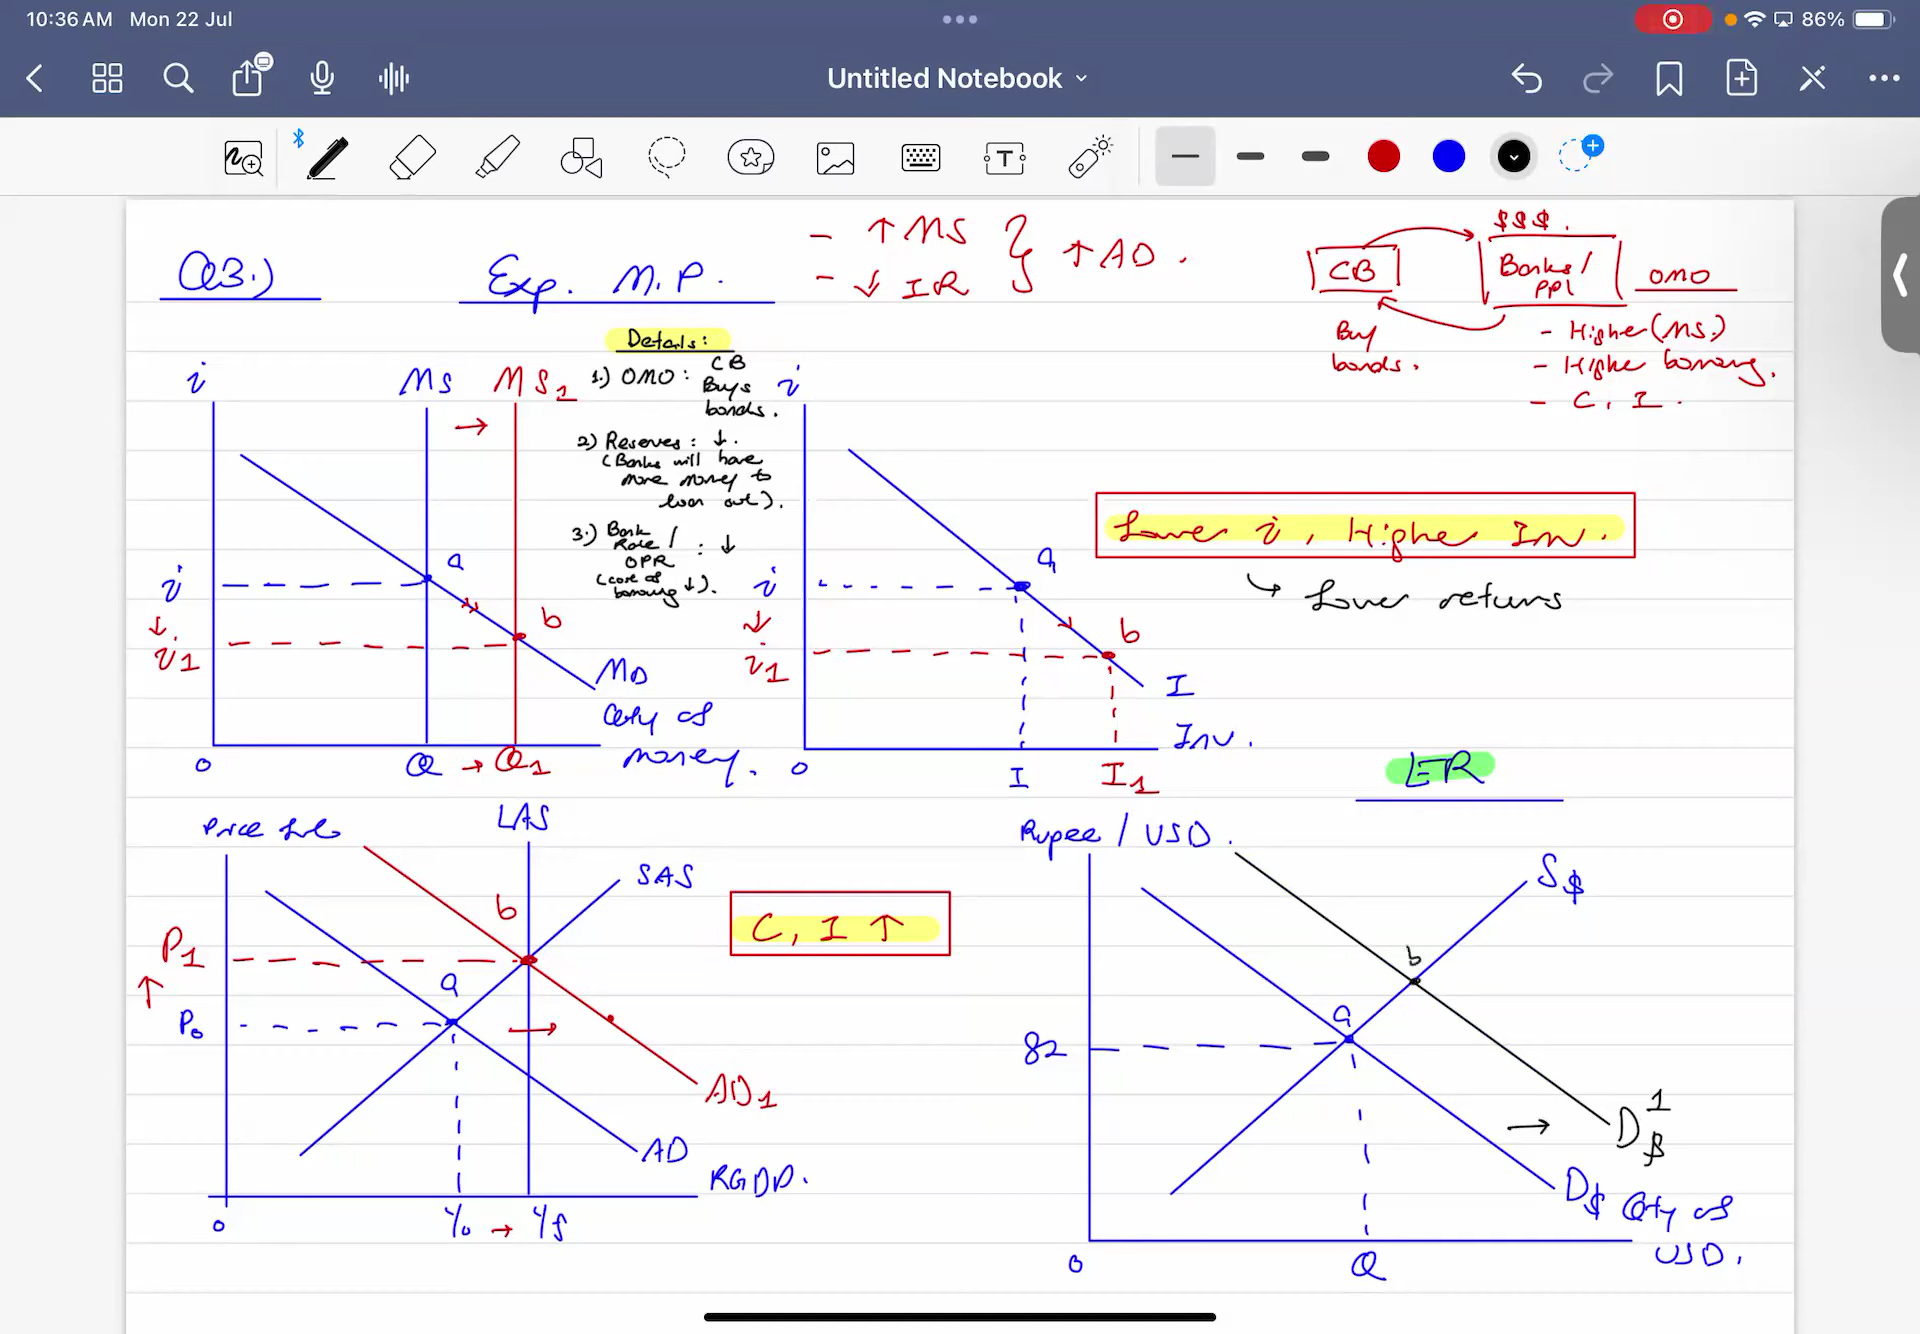 10:36 AM Mon 22 Jul
86%
Untitled Notebook
Q3.)
Exp. M.P.
- ↑ MS
- ↓ IR
↑ AD.
$$$.
CB
Banks/
ppl
OMO
Buy
bonds.
- Higher (MS.)
- Higher borrowing.
- C, I.
Details:
1.) OMO: CB
Buys
bonds.
2) Reserves: ↓.
(Banks will have
more money to
loan out).
3.) Bank
Rate/
OPR : ↓
(cost of
borrowing ↓).
i
MS → MS1
a
b
i
↓
i1
MD
Qty of
money.
0
Q → Q1
i
a
b
i
↓
i1
I
Inv.
0
I
I1
Lower i, Higher Inv.
↳ Lower returns
ER
Price lvl
LAS
SAS
b
P1
↑
a
P0
→
AD1
AD
RGDP.
0
Y0 → Yf
C, I ↑
Rupee / USD.
S$
b
a
82
→
D$1
D$
Qty of
USD.
0
Q